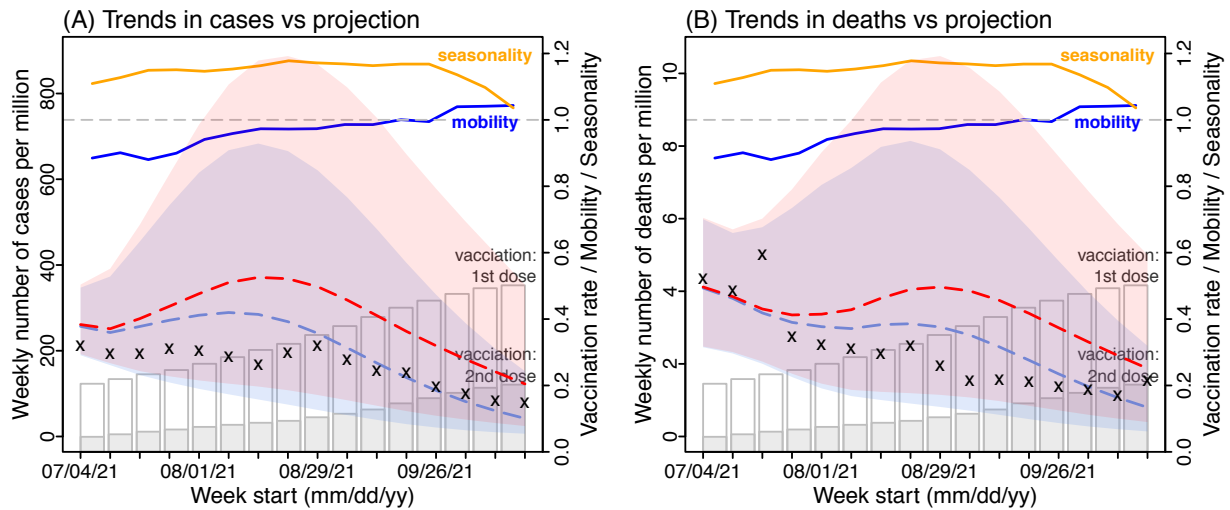 (A) Trends in cases vs projection
Weekly number of cases per million
0
200
400
600
800
seasonality
mobility
vacciation:
1st dose
vacciation:
2nd dose
x x x x x x x x x x x x x x x x
0.0
0.2
0.4
0.6
0.8
1.0
1.2
Vaccination rate / Mobility / Seasonality
07/04/21 08/01/21 08/29/21 09/26/21
Week start (mm/dd/yy)
(B) Trends in deaths vs projection
Weekly number of deaths per million
0
2
4
6
8
10
seasonality
mobility
vacciation:
1st dose
vacciation:
2nd dose
x x x x x x x x x x x x x x x x
0.0
0.2
0.4
0.6
0.8
1.0
1.2
Vaccination rate / Mobility / Seasonality
07/04/21 08/01/21 08/29/21 09/26/21
Week start (mm/dd/yy)